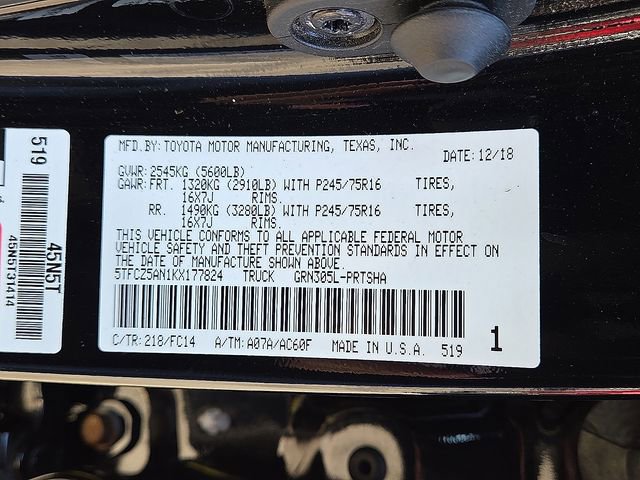 MFD.BY:TOYOTA MOTOR MANUFACTURING, TEXAS, INC.
DATE:12/18
GVWR:2545KG (5600LB)
GAWR:FRT. 1320KG (2910LB) WITH P245/75R16 TIRES,
16X7J RIMS.
RR. 1490KG (3280LB) WITH P245/75R16 TIRES,
16X7J RIMS.
THIS VEHICLE CONFORMS TO ALL APPLICABLE FEDERAL MOTOR
VEHICLE SAFETY AND THEFT PREVENTION STANDARDS IN EFFECT ON
THE DATE OF MANUFACTURE SHOWN ABOVE.
5TFCZ5AN1KX177824 TRUCK GRN305L-PRTSHA
C/TR:218/FC14 A/TM:A07A/AC60F MADE IN U.S.A. 519
1
519
45N5T
45N5T91414